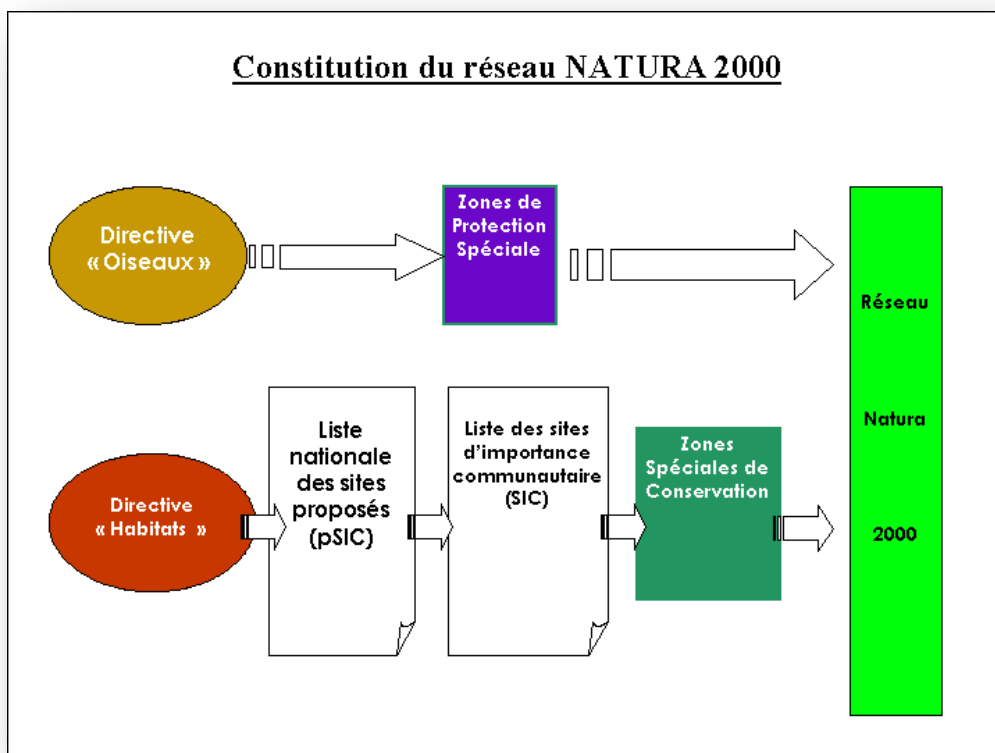 Constitution du réseau NATURA 2000
Directive
« Oiseaux »
Zones de
Protection
Spéciale
Directive
« Habitats »
Liste
nationale
des sites
proposés
(pSIC)
Liste des sites
d'importance
communautaire
(SIC)
Zones
Spéciales de
Conservation
Réseau
Natura
2000